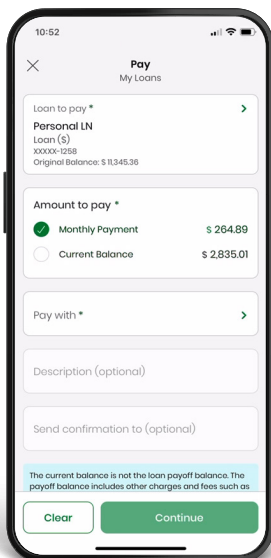 10:52
Pay
My Loans
Loan to pay *
Personal LN
Loan ($)
XXXXX-1258
Original Balance: $ 11,345.36
Amount to pay *
Monthly Payment $ 264.89
Current Balance $ 2,835.01
Pay with *
Description (optional)
Send confirmation to (optional)
The current balance is not the loan payoff balance. The
payoff balance includes other charges and fees such as
Clear Continue